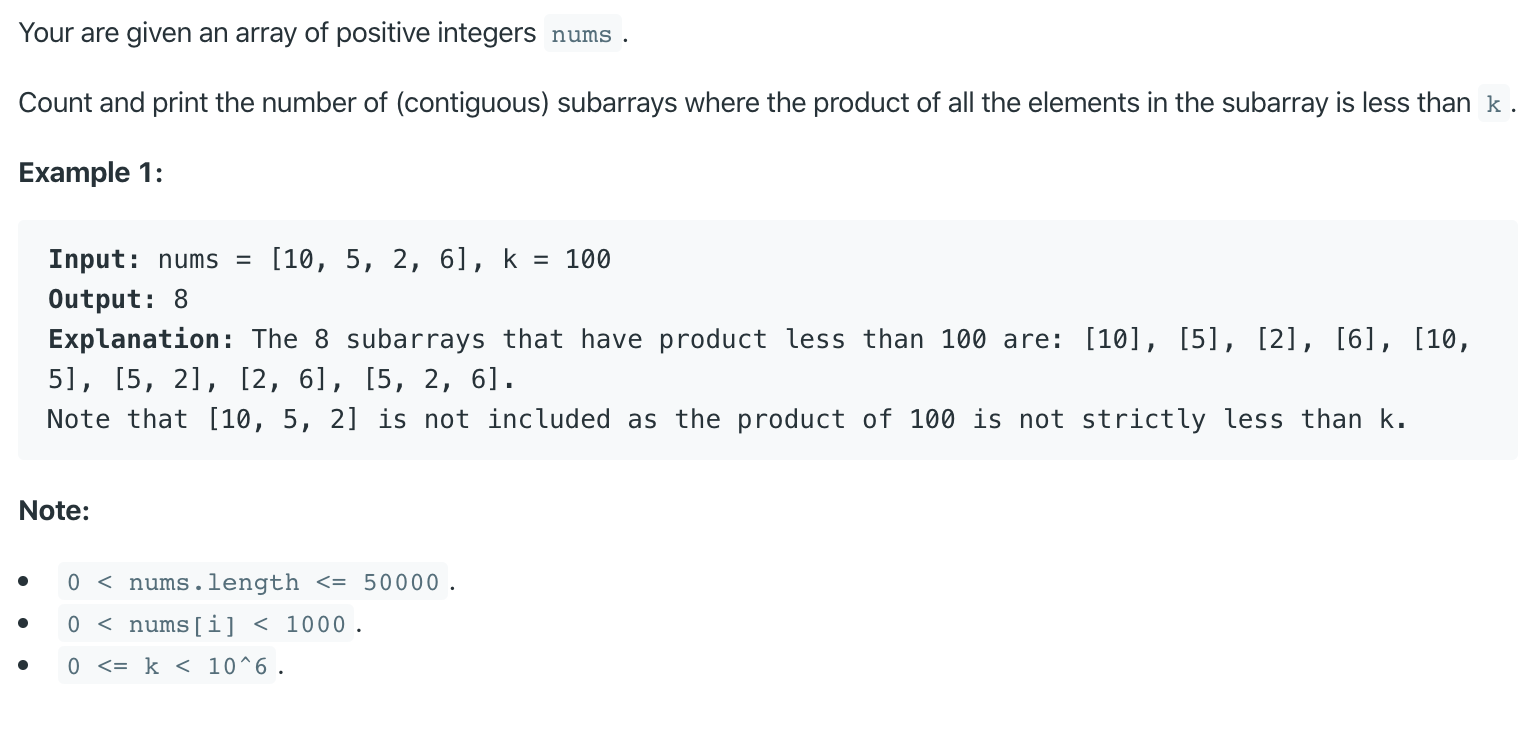 Your are given an array of positive integers nums .
Count and print the number of (contiguous) subarrays where the product of all the elements in the subarray is less than k .
Example 1:
Input: nums = [10, 5, 2, 6], k = 100
Output: 8
Explanation: The 8 subarrays that have product less than 100 are: [10], [5], [2], [6], [10,
5], [5, 2], [2, 6], [5, 2, 6].
Note that [10, 5, 2] is not included as the product of 100 is not strictly less than k.
Note:
• 0 < nums.length <= 50000 .
• 0 < nums[i] < 1000 .
• 0 <= k < 10^6 .